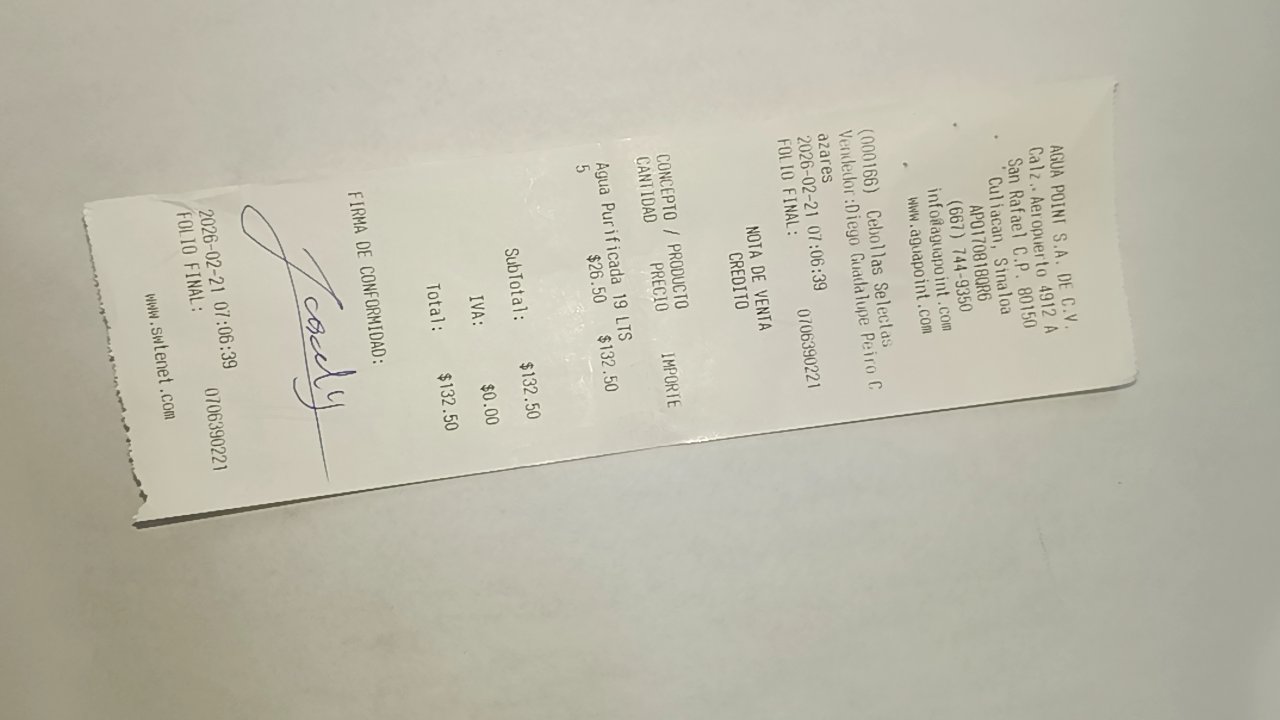 AGUA POINT S.A. DE C.V.
Calz. Aeropuerto 4912 A
San Rafael C.P. 80150
Culiacan, Sinaloa
APO170818QR6
(667) 744-9350
info@aguapoint.com
www.aguapoint.com
(000166) Cebollas Selectas
Vendedor:Diego Guadalupe Peiro C
azares
2026-02-21 07:06:39
FOLIO FINAL: 0706390221
NOTA DE VENTA
CREDITO
CONCEPTO / PRODUCTO
CANTIDAD PRECIO IMPORTE
Agua Purificada 19 LTS
5 $26.50 $132.50
SubTotal: $132.50
IVA: $0.00
Total: $132.50
FIRMA DE CONFORMIDAD:
2026-02-21 07:06:39
FOLIO FINAL: 0706390221
www.swtenet.com